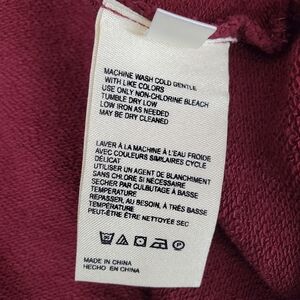 MACHINE WASH COLD GENTLE
WITH LIKE COLORS
USE ONLY NON-CHLORINE BLEACH
TUMBLE DRY LOW
LOW IRON AS NEEDED
MAY BE DRY CLEANED
LAVER À LA MACHINE À L'EAU FROIDE
AVEC COULEURS SIMILAIRES CYCLE
DÉLICAT
UTILISER UN AGENT DE BLANCHIMENT
SANS CHLORE SI NÉCESSAIRE
SÉCHER PAR CULBUTAGE À BASSE
TEMPÉRATURE
REPASSER, AU BESOIN, À TRÈS BASSE
TEMPÉRATURE
PEUT-ÊTRE ÊTRE NETTOYÉE SEC
MADE IN CHINA
HECHO EN CHINA